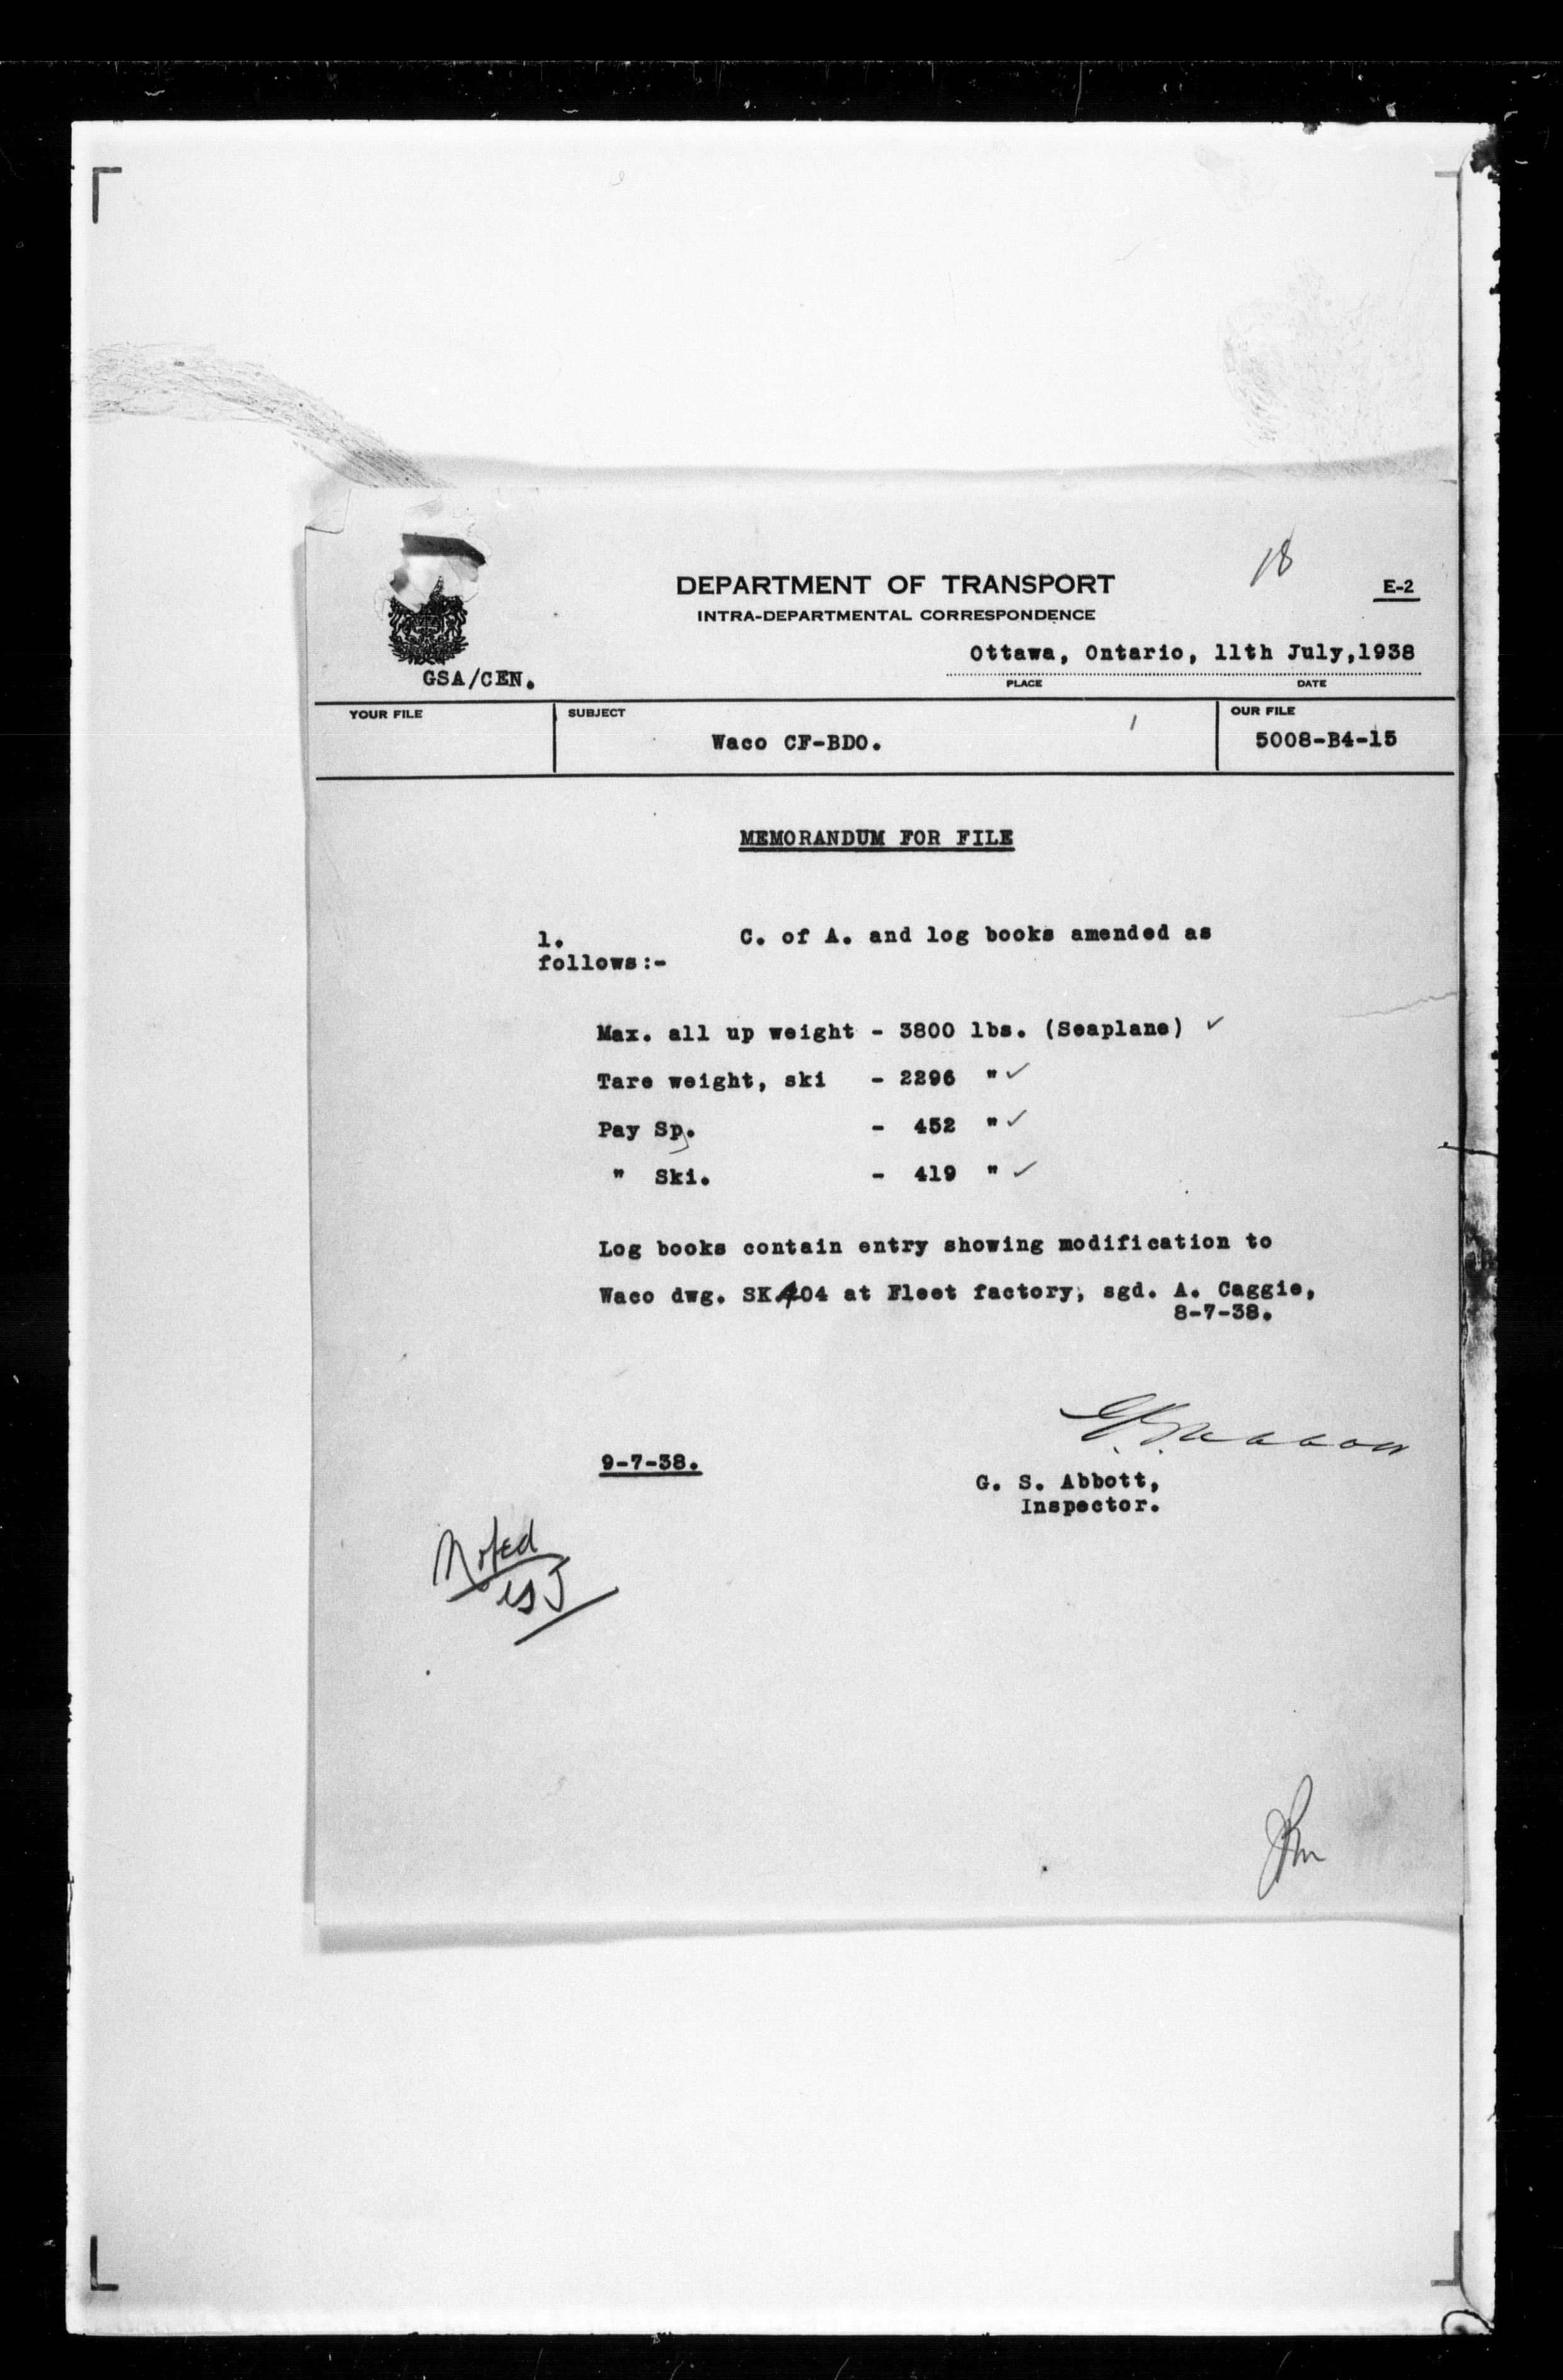 18
DEPARTMENT OF TRANSPORT
E-2
INTRA-DEPARTMENTAL CORRESPONDENCE
Ottawa, Ontario, 11th July,1938
PLACE DATE
GSA/CEN.
YOUR FILE SUBJECT OUR FILE
Waco CF-BDO. 5008-B4-15
MEMORANDUM FOR FILE
1. C. of A. and log books amended as
follows:-
Max. all up weight - 3800 lbs. (Seaplane) ✓
Tare weight, ski - 2296 " ✓
Pay Sp. - 452 " ✓
" Ski. - 419 " ✓
Log books contain entry showing modification to
Waco dwg. SK404 at Fleet factory, sgd. A. Caggie,
8-7-38.
9-7-38.
G. S. Abbott,
Inspector.
Noted